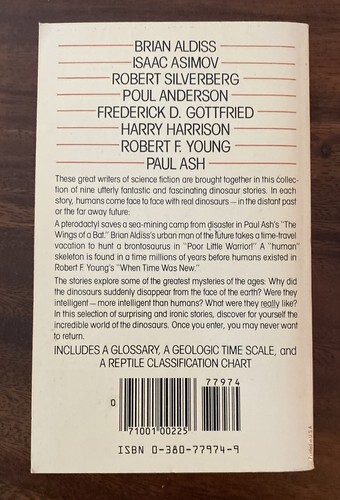 BRIAN ALDISS
ISAAC ASIMOV
ROBERT SILVERBERG
POUL ANDERSON
FREDERICK D. GOTTFRIED
HARRY HARRISON
ROBERT F. YOUNG
PAUL ASH
These great writers of science fiction are brought together in this collec-
tion of nine utterly fantastic and fascinating dinosaur stories. In each
story, humans come face to face with real dinosaurs — in the distant past
or the far away future:
A pterodactyl saves a sea-mining camp from disaster in Paul Ash's "The
Wings of a Bat." Brian Aldiss's urban man of the future takes a time-travel
vacation to hunt a brontosaurus in "Poor Little Warrior!" A "human"
skeleton is found in a time millions of years before humans existed in
Robert F. Young's "When Time Was New."
The stories explore some of the greatest mysteries of the ages: Why did
the dinosaurs suddenly disappear from the face of the earth? Were they
intelligent — more intelligent than humans? What were they really like?
In this selection of surprising and ironic stories, discover for yourself the
incredible world of the dinosaurs. Once you enter, you may never want
to return.
INCLUDES A GLOSSARY, A GEOLOGIC TIME SCALE, and
A REPTILE CLASSIFICATION CHART
77974
0
71001 00225
ISBN 0-380-77974-9